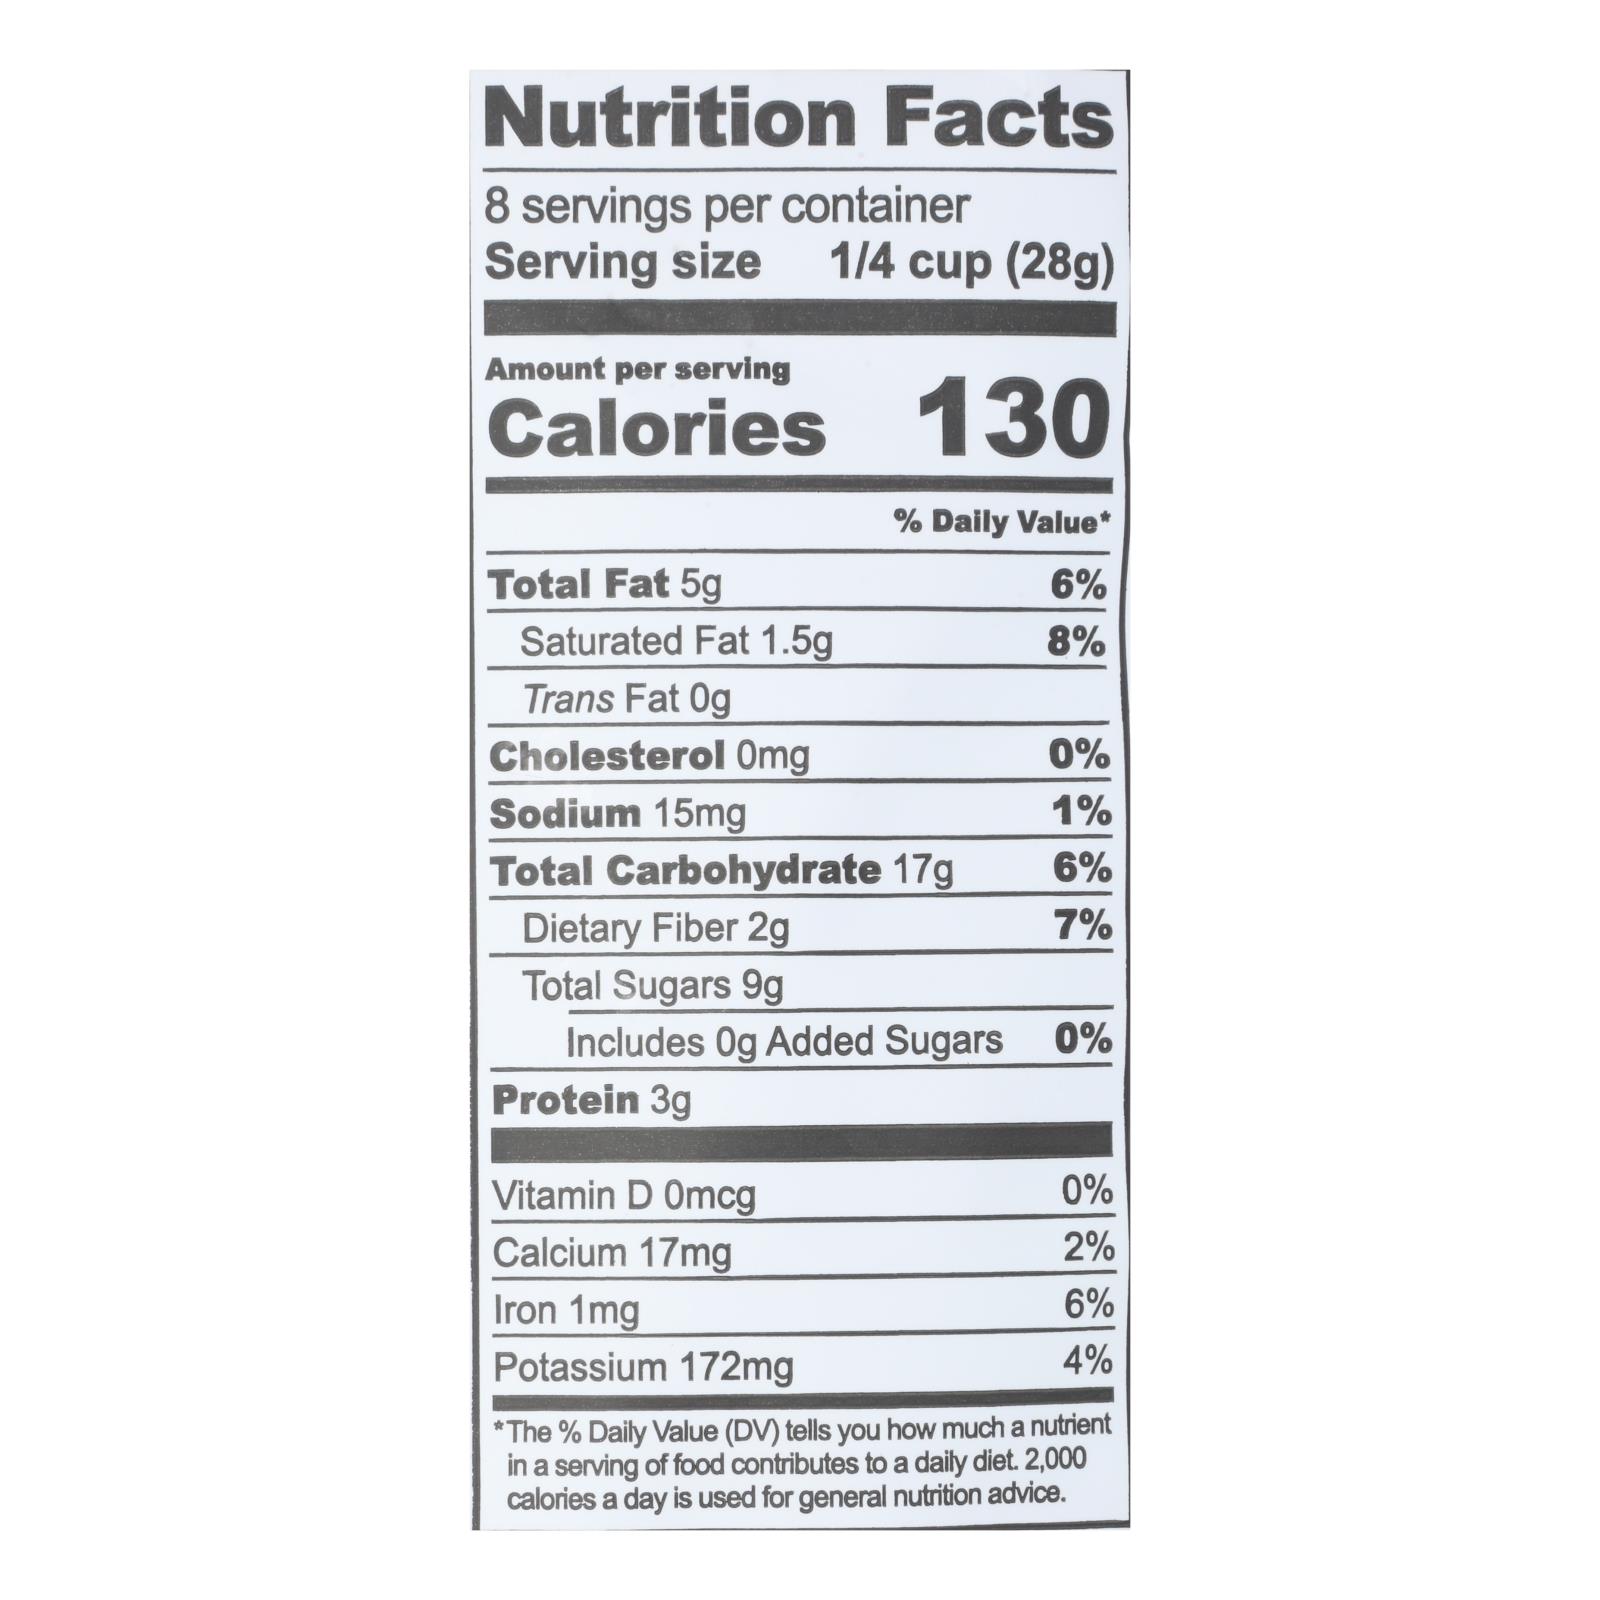 Nutrition Facts
8 servings per container
Serving size 1/4 cup (28g)
Amount per serving
Calories 130
% Daily Value*
Total Fat 5g 6%
Saturated Fat 1.5g 8%
Trans Fat 0g
Cholesterol 0mg 0%
Sodium 15mg 1%
Total Carbohydrate 17g 6%
Dietary Fiber 2g 7%
Total Sugars 9g
Includes 0g Added Sugars 0%
Protein 3g
Vitamin D 0mcg 0%
Calcium 17mg 2%
Iron 1mg 6%
Potassium 172mg 4%
*The % Daily Value (DV) tells you how much a nutrient
in a serving of food contributes to a daily diet. 2,000
calories a day is used for general nutrition advice.